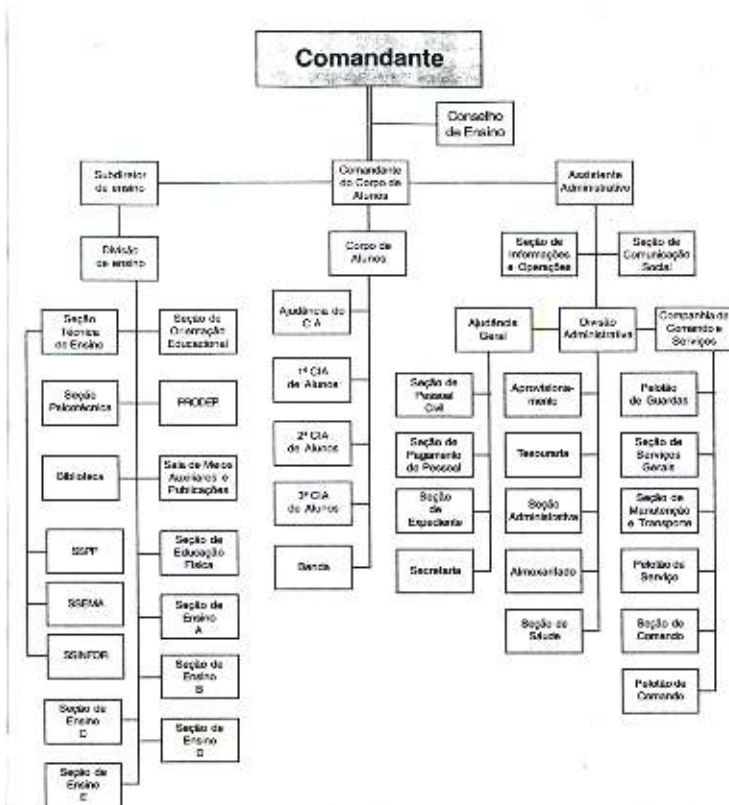 Comandante
Conselho
de Ensino
Subdiretor
de ensino
Comandante
do Corpo de
Alunos
Assistente
Administrativo
Divisão
de ensino
Corpo de
Alunos
Seção de
Informações
e Operações
Seção de
Comunicação
Social
Seção
Técnica
de Ensino
Seção de
Orientação
Educacional
Ajudância do
C A
Ajudância
Geral
Divisão
Administrativa
Companhia de
Comando e
Serviços
Seção
Psicotécnica
PRODEP
1ª CIA
de Alunos
Seção de
Pessoal
Civil
Aprovisiona-
mento
Pelotão
de Guardas
Biblioteca
Sala de Meios
Auxiliares e
Publicações
2ª CIA
de Alunos
Seção de
Pagamento
de Pessoal
Tesouraria
Seção de
Serviços
Gerais
3ª CIA
de Alunos
Seção
de
Expediente
Seção
Administrativa
Seção de
Manutenção
e Transporte
SSPP
Seção de
Educação
Física
Banda
Secretaria
Almoxarifado
Pelotão de
Serviço
SSEMA
Seção de
Ensino
A
Seção de
Saúde
Seção de
Comando
SSINFOR
Seção de
Ensino
B
Pelotão de
Comando
Seção de
Ensino
Seção de
Ensino
Seção de
Ensino
E